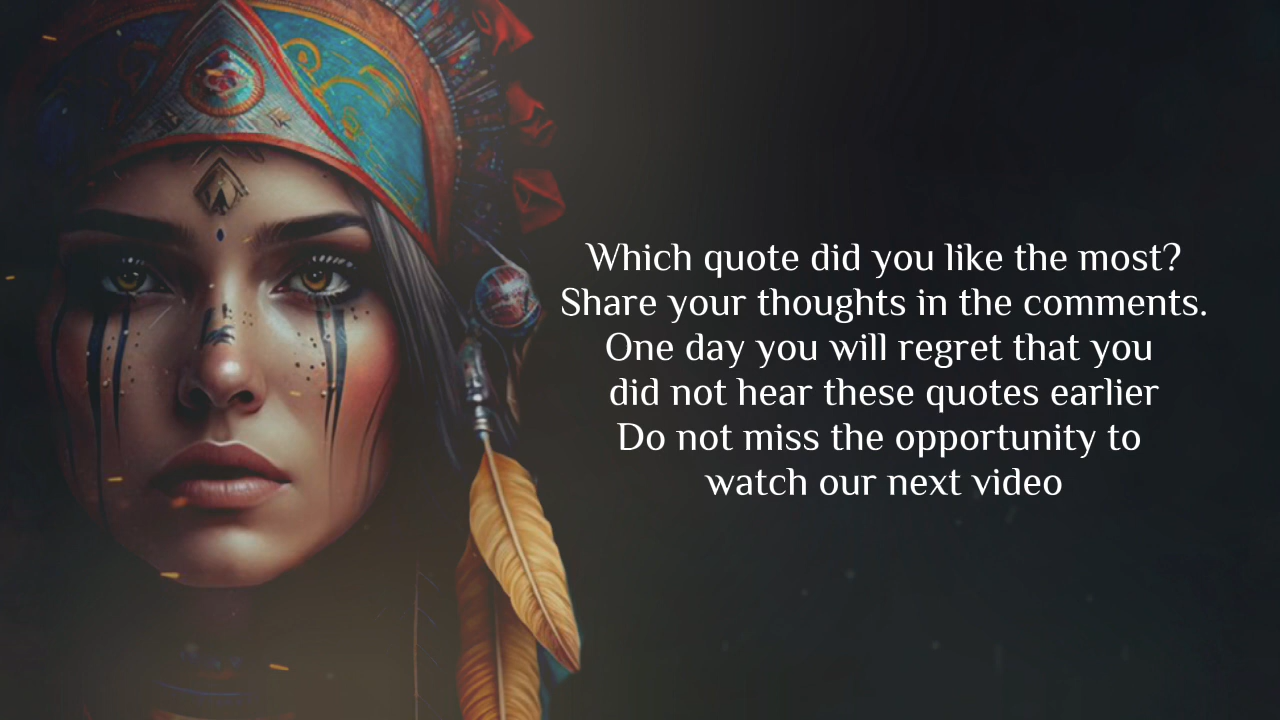 Which quote did you like the most?
Share your thoughts in the comments.
One day you will regret that you
did not hear these quotes earlier
Do not miss the opportunity to
watch our next video